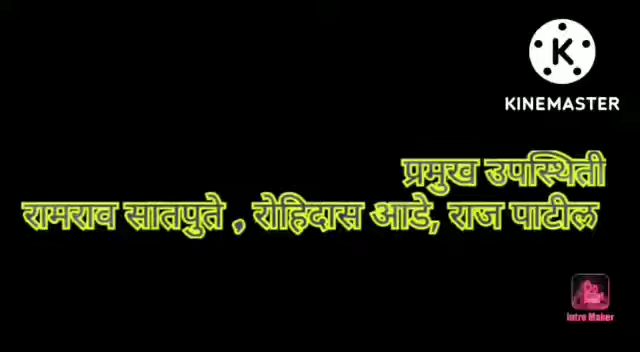 K
KINEMASTER
प्रमुख उपस्थिती
रामराव सातपुते , रोहिदास आडे, राज पाटील
Intro Maker